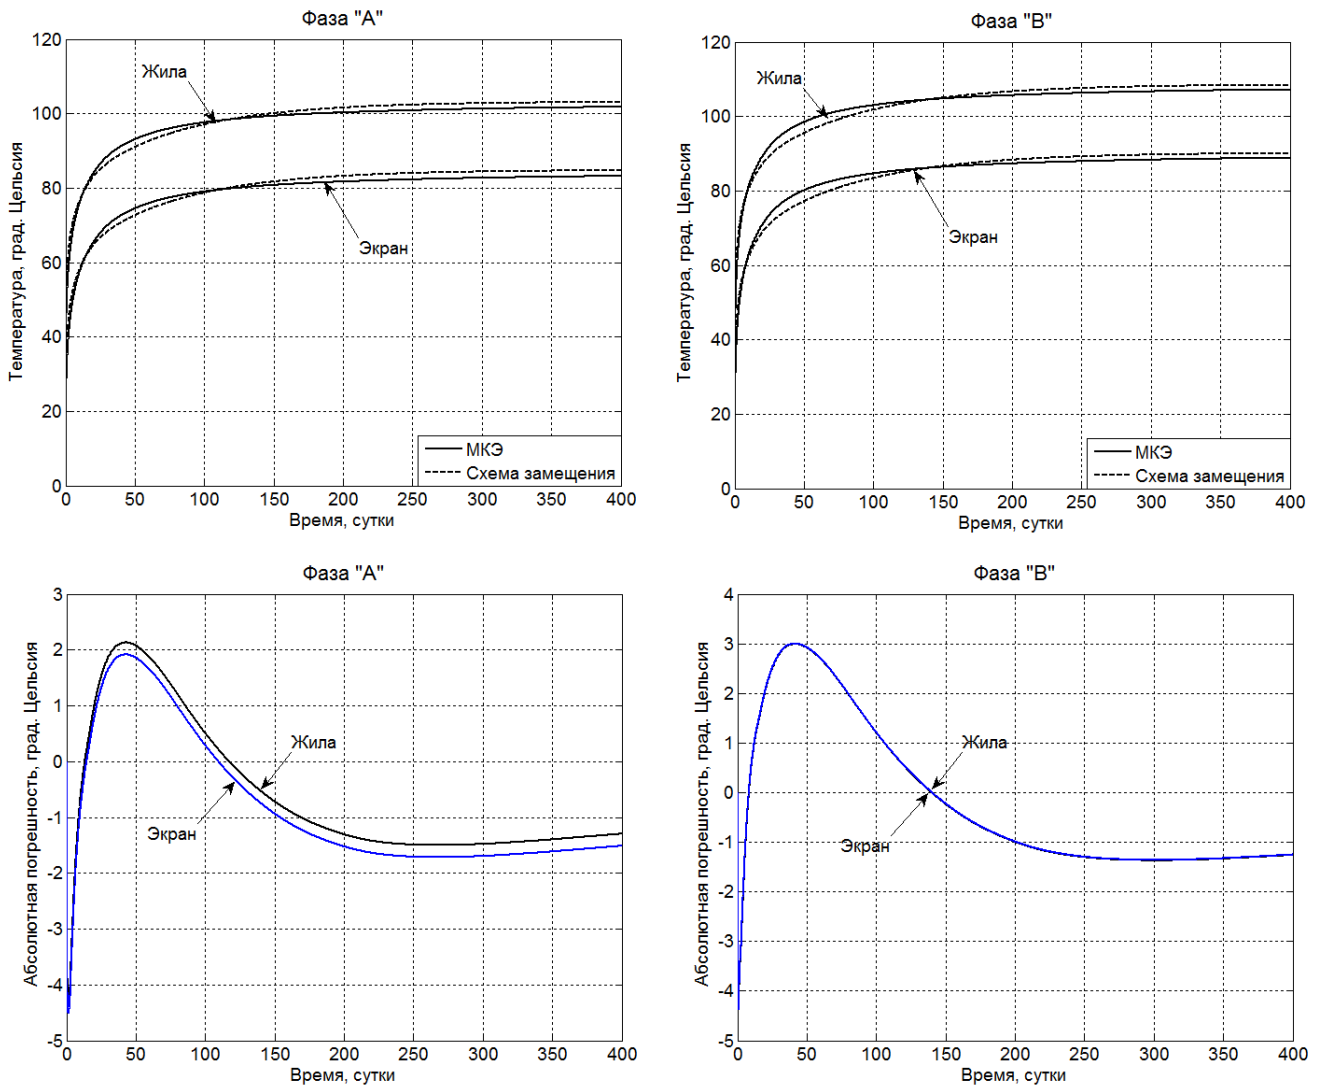 Фаза "А"
120
100
80
60
40
20
0
Температура, град. Цельсия
Жила
Экран
МКЭ
Схема замещения
0 50 100 150 200 250 300 350 400
Время, сутки
Фаза "В"
120
100
80
60
40
20
0
Температура, град. Цельсия
Жила
Экран
МКЭ
Схема замещения
0 50 100 150 200 250 300 350 400
Время, сутки
Фаза "А"
3
2
1
0
-1
-2
-3
-4
-5
Абсолютная погрешность, град. Цельсия
Жила
Экран
0 50 100 150 200 250 300 350 400
Время, сутки
Фаза "В"
4
3
2
1
0
-1
-2
-3
-4
-5
Абсолютная погрешность, град. Цельсия
Жила
Экран
0 50 100 150 200 250 300 350 400
Время, сутки